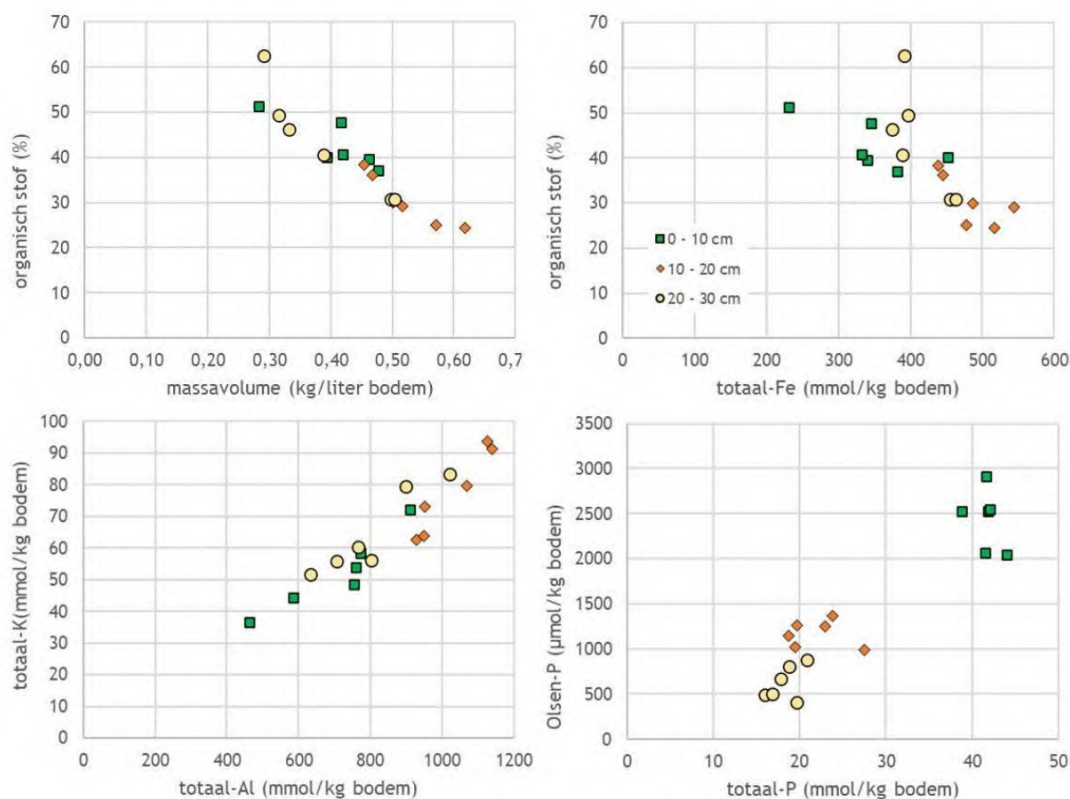 70
60
50
40
30
20
10
0
organisch stof (%)
0,00 0,10 0,20 0,30 0,40 0,50 0,60 0,7
massavolume (kg/liter bodem)
70
60
50
40
30
20
10
0
organisch stof (%)
0 - 10 cm
10 - 20 cm
20 - 30 cm
0 100 200 300 400 500 600
totaal-Fe (mmol/kg bodem)
100
90
80
70
60
50
40
30
20
10
0
totaal-K(mmol/kg bodem)
0 200 400 600 800 1000 1200
totaal-Al (mmol/kg bodem)
3500
3000
2500
2000
1500
1000
500
0
Olsen-P (µmol/kg bodem)
0 10 20 30 40 50
totaal-P (mmol/kg bodem)